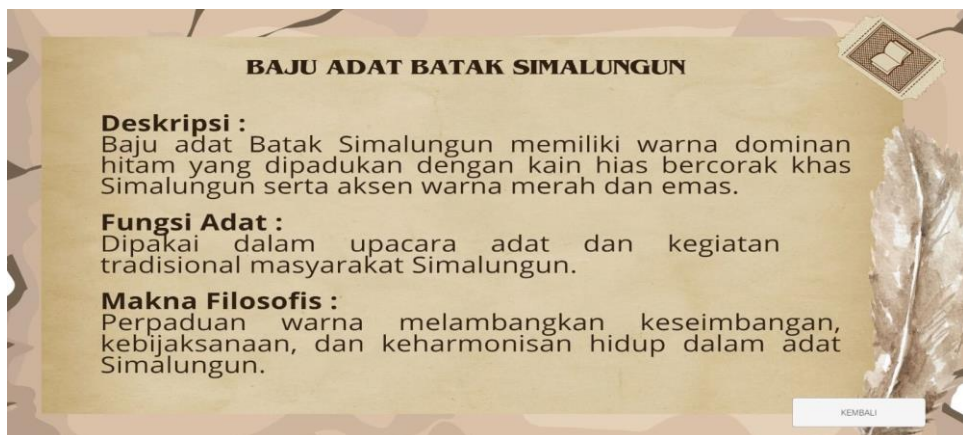 BAJU ADAT BATAK SIMALUNGUN
Deskripsi :
Baju adat Batak Simalungun memiliki warna dominan
hitam yang dipadukan dengan kain hias bercorak khas
Simalungun serta aksen warna merah dan emas.
Fungsi Adat :
Dipakai dalam upacara adat dan kegiatan
tradisional masyarakat Simalungun.
Makna Filosofis :
Perpaduan warna melambangkan keseimbangan,
kebijaksanaan, dan keharmonisan hidup dalam adat
Simalungun.
KEMBALI